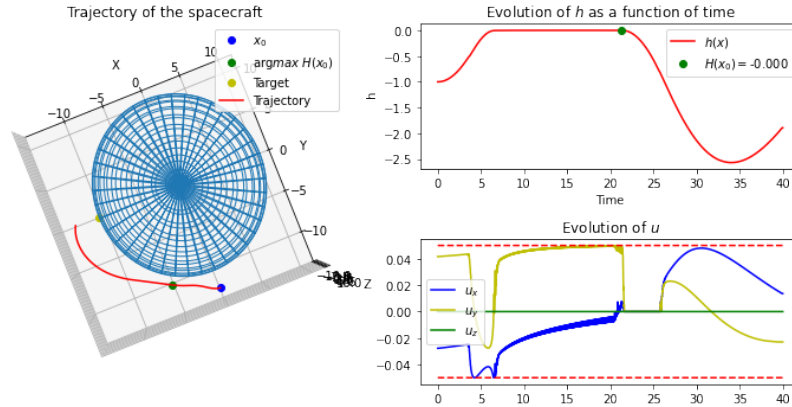 Trajectory of the spacecraft
x₀
argmax H(x₀)
Target
Trajectory
X
Y
Z
−10
−5
0
5
10
10
5
0
−5
−10
Evolution of h as a function of time
h
0.0
−0.5
−1.0
−1.5
−2.0
−2.5
h(x)
H(x₀) = -0.000
0 5 10 15 20 25 30 35 40
Time
Evolution of u
0.04
0.02
0.00
−0.02
−0.04
uₓ
u_y
u_z
0 5 10 15 20 25 30 35 40